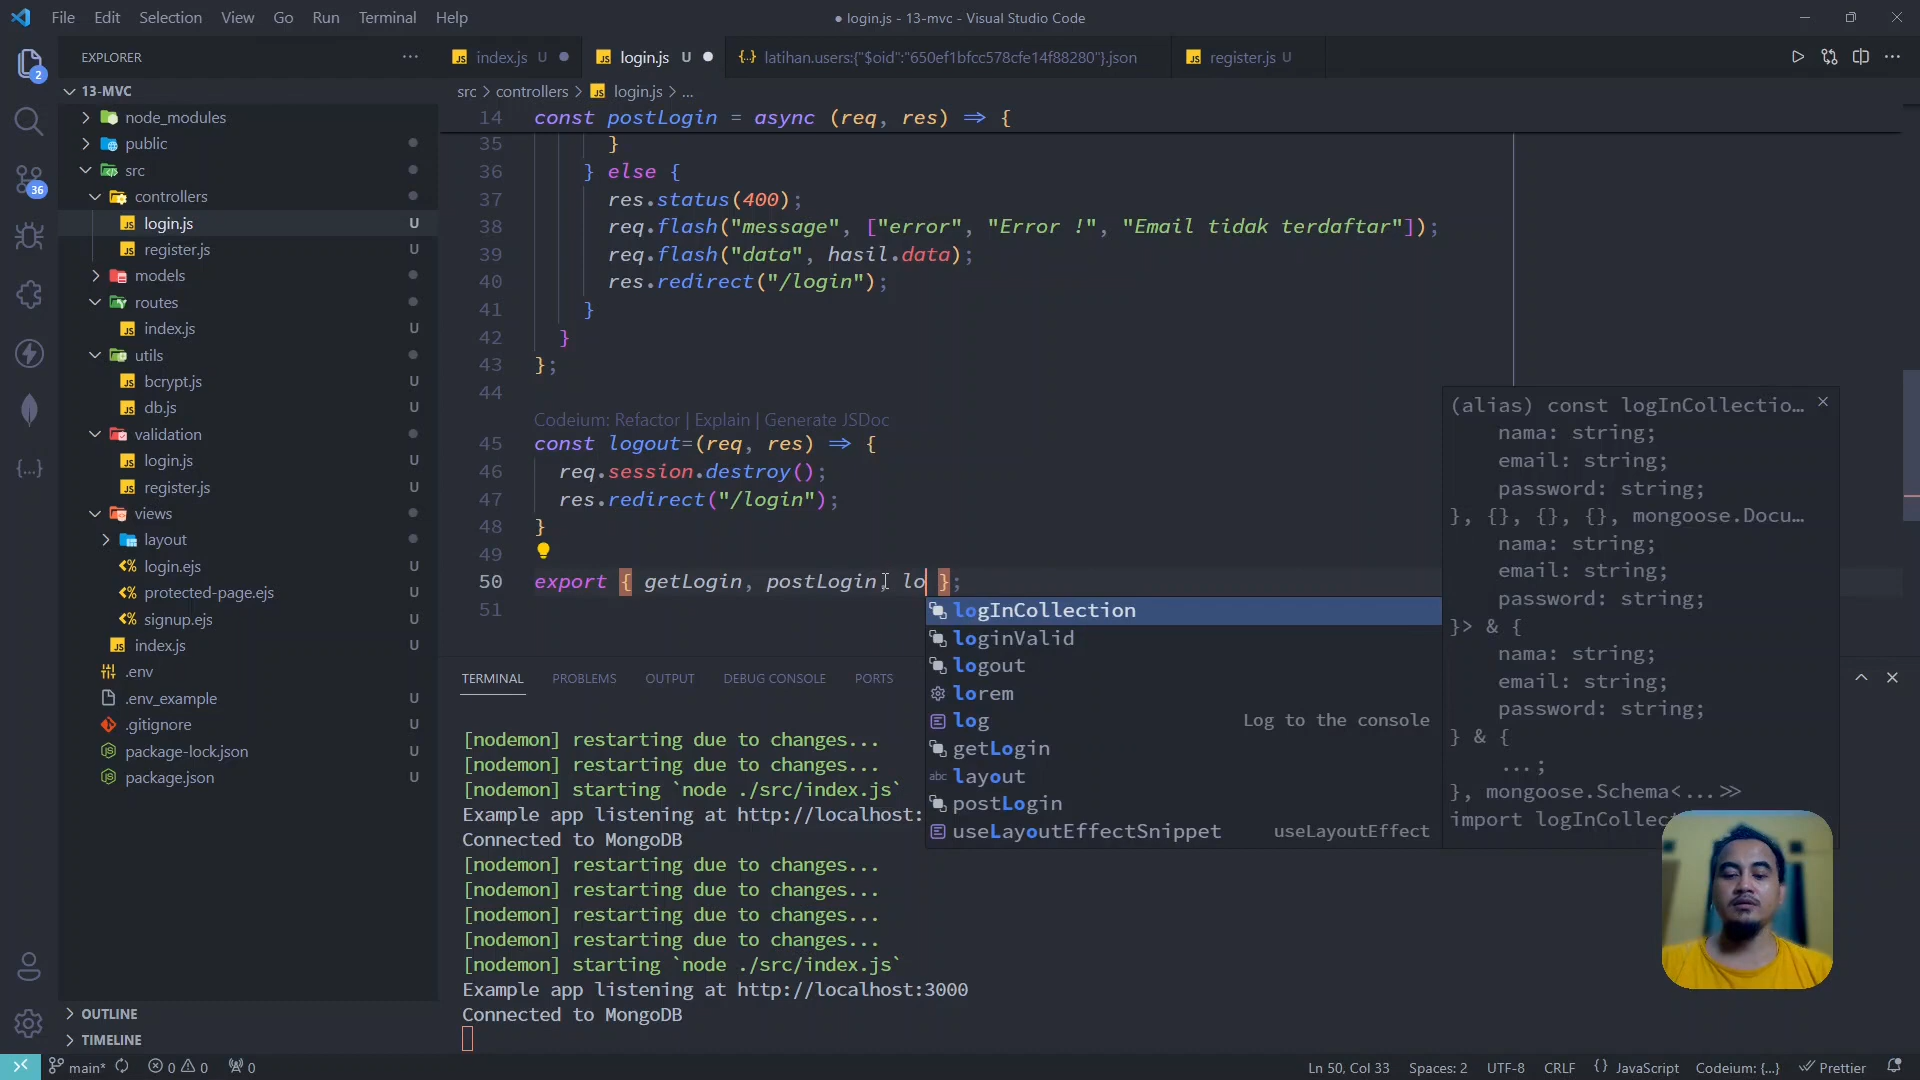 File Edit Selection View Go Run Terminal Help
● login.js - 13-mvc - Visual Studio Code
EXPLORER
index.js U
login.js U
latihan.users:{"$oid":"650ef1bfcc578cfe14f88280"}.json
register.js U
13-MVC
src > controllers > login.js > ...
node_modules
public
src
controllers
login.js U
register.js U
models
routes
index.js U
utils
bcrypt.js U
db.js U
validation
login.js U
register.js U
views
layout
login.ejs U
protected-page.ejs U
signup.ejs U
index.js U
.env
.env_example U
.gitignore U
package-lock.json U
package.json U
OUTLINE
TIMELINE
2
36
14 const postLogin = async (req, res) => {
35 }
36 } else {
37 res.status(400);
38 req.flash("message", ["error", "Error !", "Email tidak terdaftar"]);
39 req.flash("data", hasil.data);
40 res.redirect("/login");
41 }
42 }
43 };
44
Codeium: Refactor | Explain | Generate JSDoc
45 const logout=(req, res) => {
46 req.session.destroy();
47 res.redirect("/login");
48 }
49
50 export { getLogin, postLogin, lo };
51
logInCollection
loginValid
logout
lorem
log Log to the console
getLogin
abc layout
postLogin
useLayoutEffectSnippet useLayoutEffect
(alias) const logInCollectio...
nama: string;
email: string;
password: string;
}, {}, {}, {}, mongoose.Docu...
nama: string;
email: string;
password: string;
}> & {
nama: string;
email: string;
password: string;
} & {
...;
}, mongoose.Schema<...>>
import
TERMINAL PROBLEMS OUTPUT DEBUG CONSOLE PORTS
[nodemon] restarting due to changes...
[nodemon] restarting due to changes...
[nodemon] starting `node ./src/index.js`
Example app listening at http://localhost:
Connected to MongoDB
[nodemon] restarting due to changes...
[nodemon] restarting due to changes...
[nodemon] restarting due to changes...
[nodemon] restarting due to changes...
[nodemon] starting `node ./src/index.js`
Example app listening at http://localhost:3000
Connected to MongoDB
main* 0 0 0
Ln 50, Col 33 Spaces: 2 UTF-8 CRLF {} JavaScript Codeium: {...} Prettier